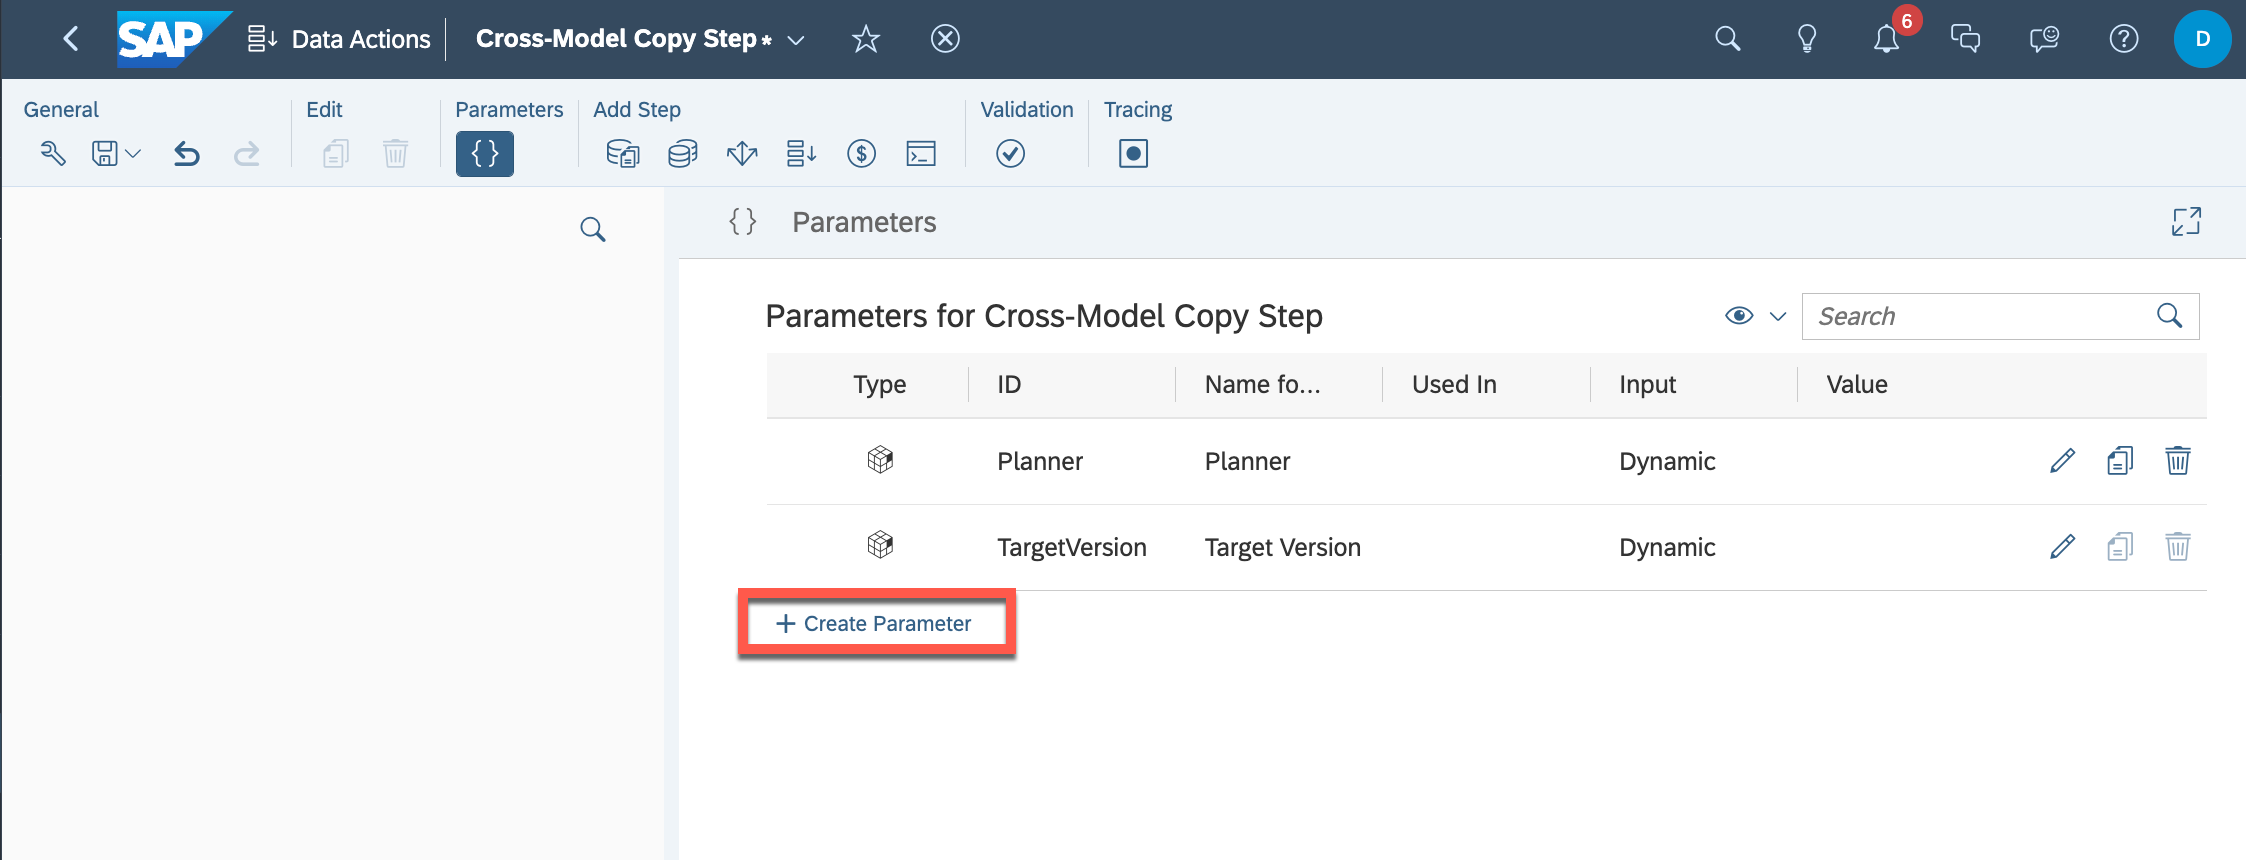 SAP Data Actions Cross-Model Copy Step* 6 D
General Edit Parameters Add Step Validation Tracing
{ } Parameters
Parameters for Cross-Model Copy Step Search
Type ID Name fo... Used In Input Value
Planner Planner Dynamic
TargetVersion Target Version Dynamic
+ Create Parameter